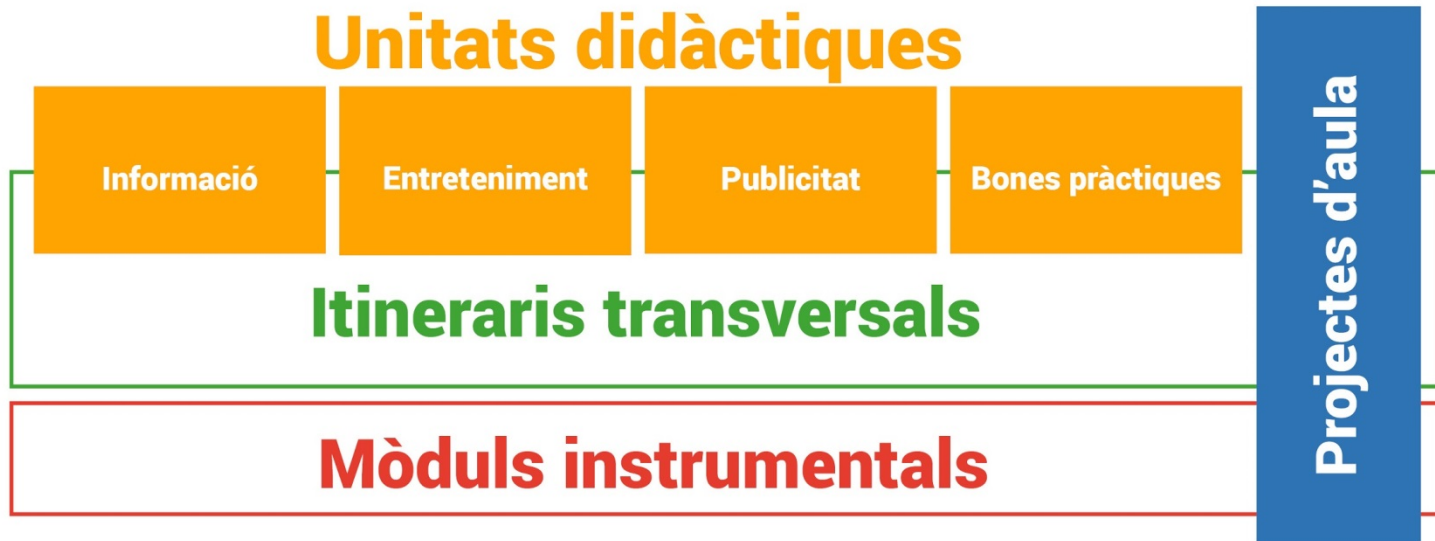 Unitats didàctiques
Informació
Entreteniment
Publicitat
Bones pràctiques
Itineraris transversals
Mòduls instrumentals
Projectes d'aula